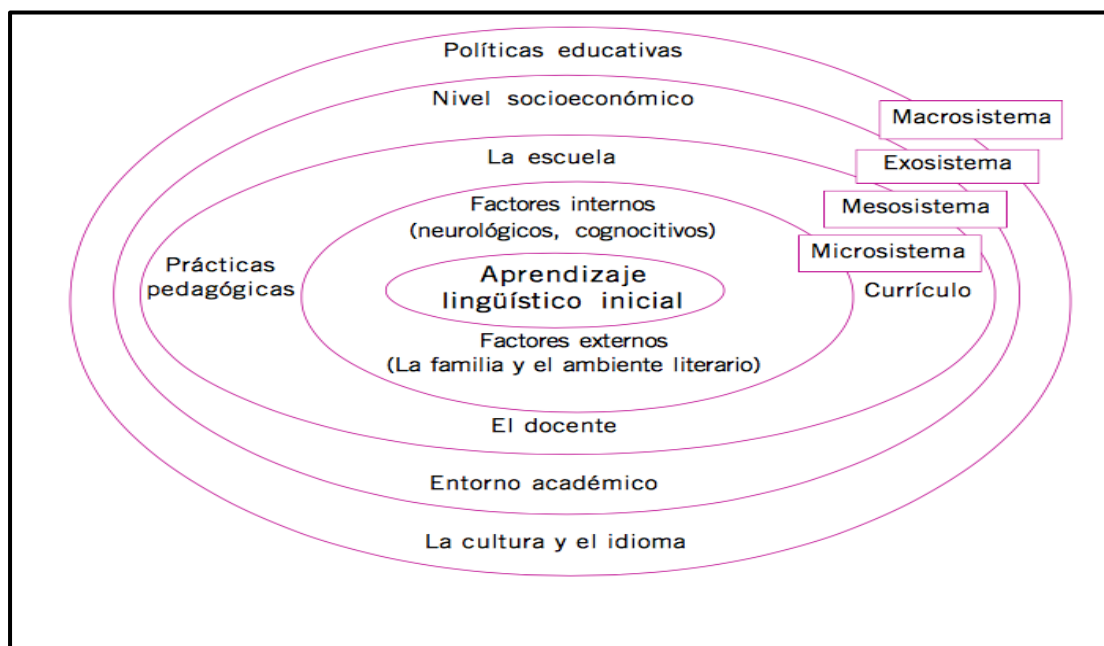 Políticas educativas
Nivel socioeconómico
Macrosistema
La escuela
Exosistema
Factores internos
(neurológicos, cognocitivos)
Mesosistema
Microsistema
Prácticas
pedagógicas
Aprendizaje
lingüístico inicial
Currículo
Factores externos
(La familia y el ambiente literario)
El docente
Entorno académico
La cultura y el idioma